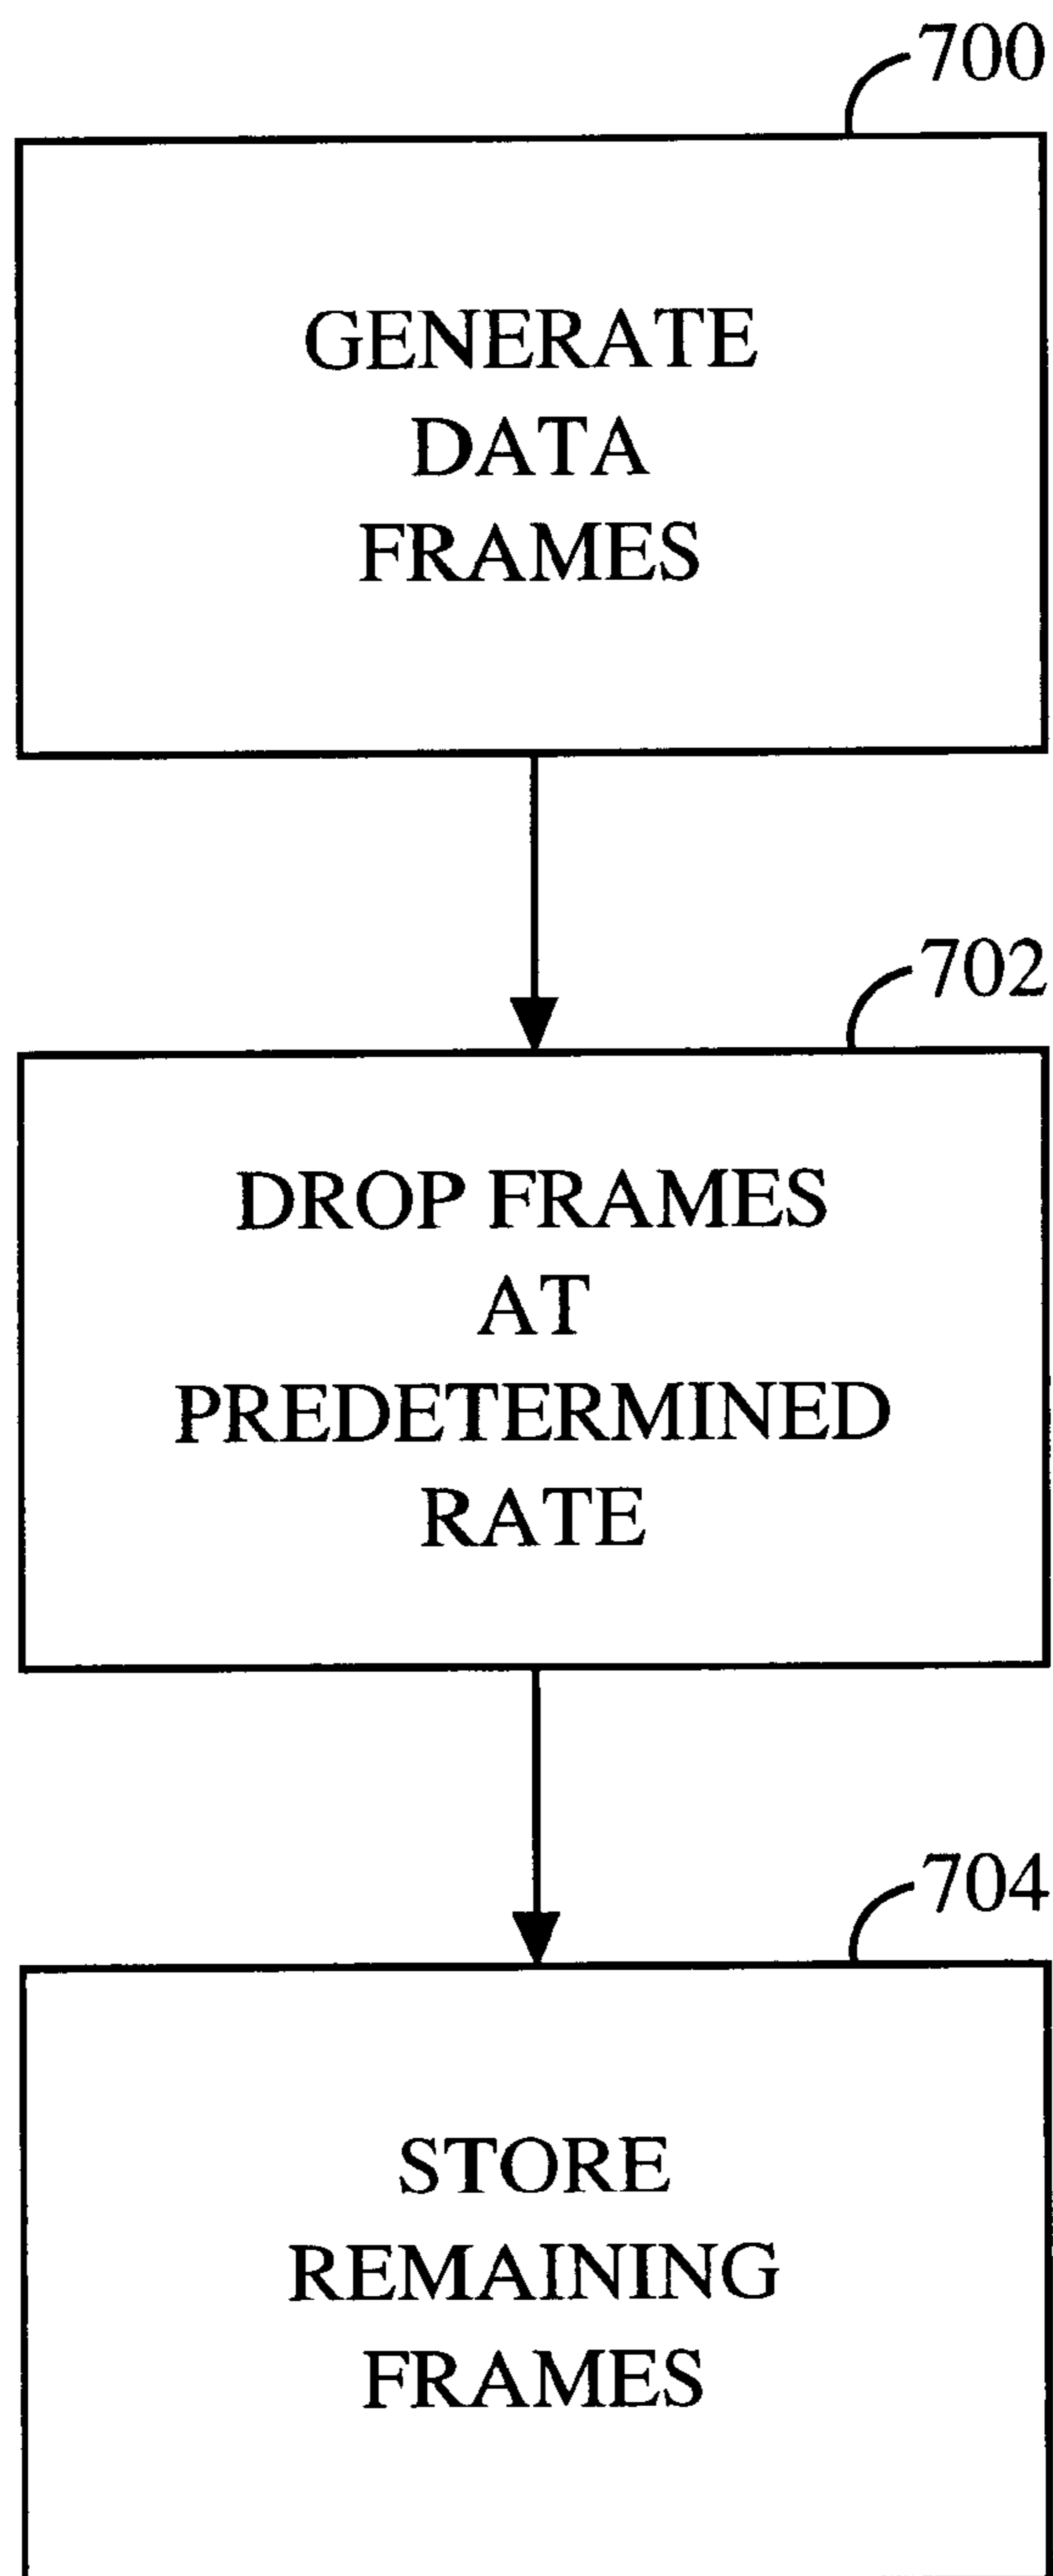 700
GENERATE
DATA
FRAMES
702
DROP FRAMES
AT
PREDETERMINED
RATE
704
STORE
REMAINING
FRAMES